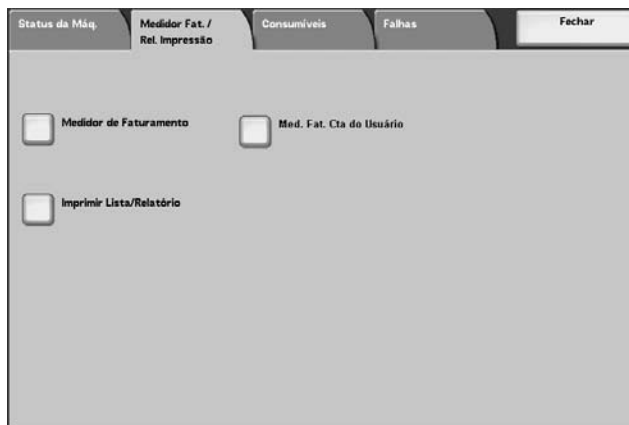 Status da Máq.
Medidor Fat. /
Rel. Impressão
Consumíveis
Falhas
Fechar
Medidor de Faturamento
Med. Fat. Cta do Usuário
Imprimir Lista/Relatório